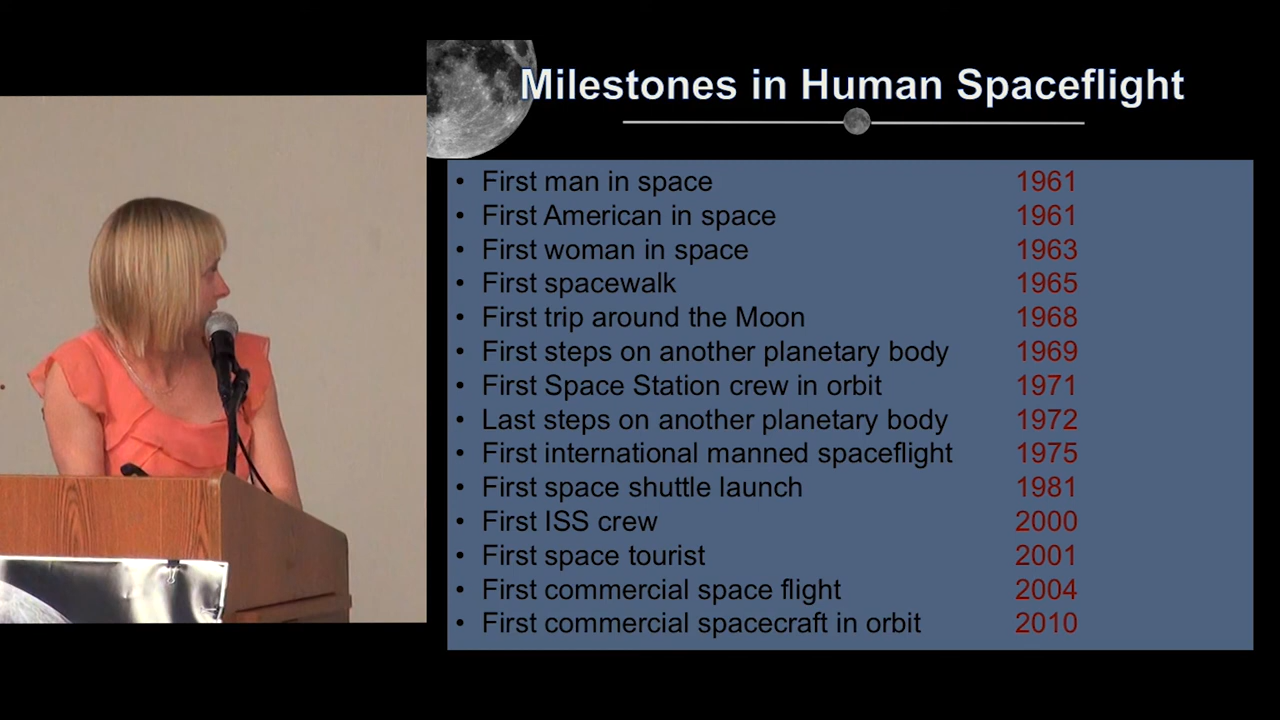 Milestones in Human Spaceflight
• First man in space 1961
• First American in space 1961
• First woman in space 1963
• First spacewalk 1965
• First trip around the Moon 1968
• First steps on another planetary body 1969
• First Space Station crew in orbit 1971
• Last steps on another planetary body 1972
• First international manned spaceflight 1975
• First space shuttle launch 1981
• First ISS crew 2000
• First space tourist 2001
• First commercial space flight 2004
• First commercial spacecraft in orbit 2010